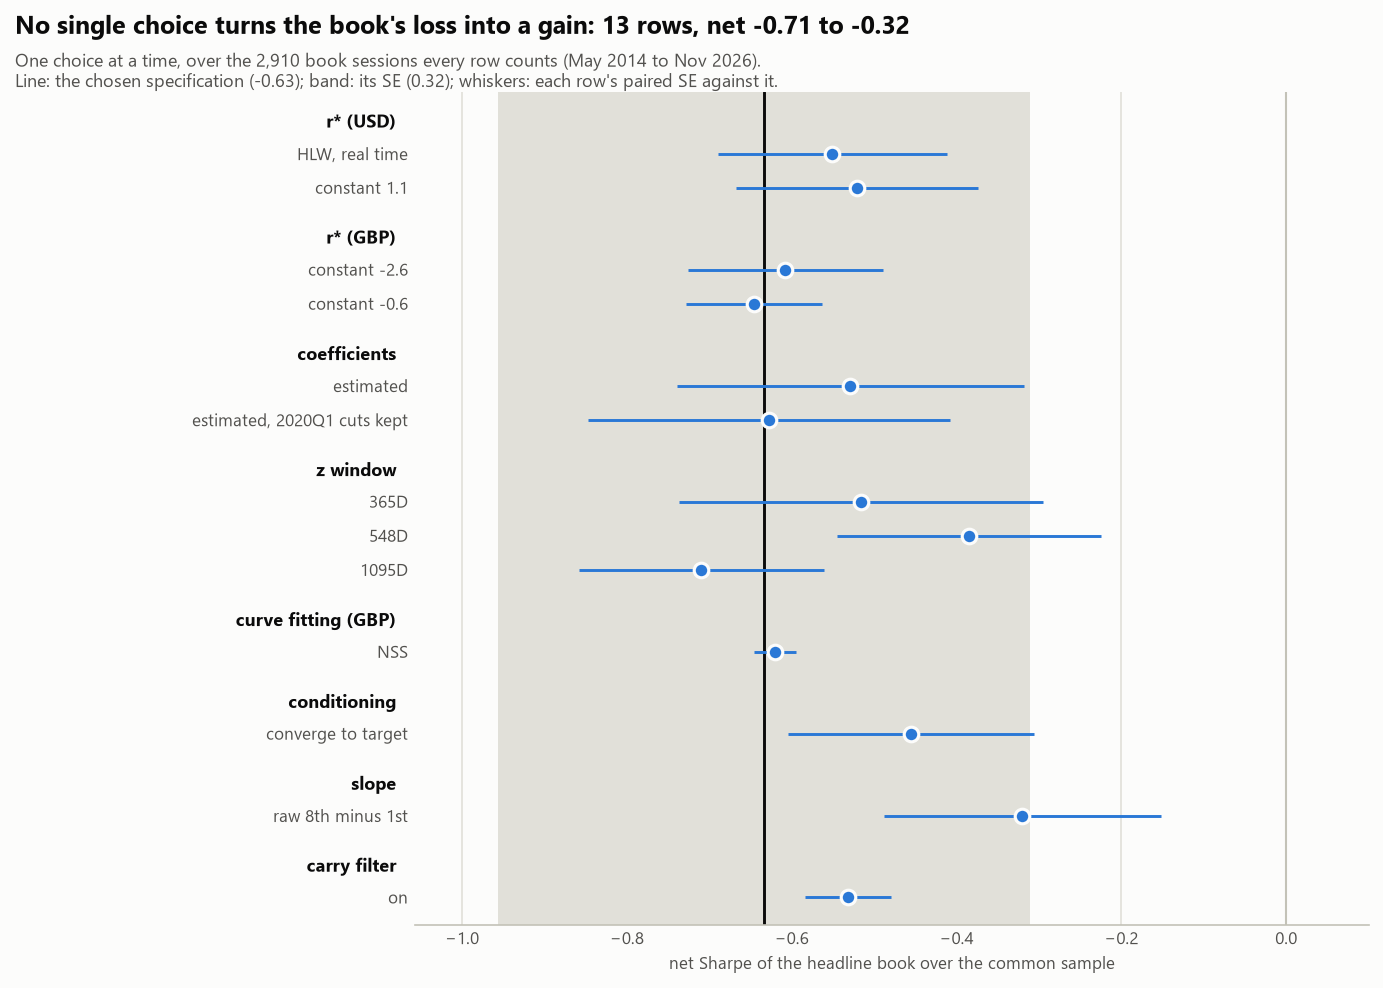 No single choice turns the book's loss into a gain: 13 rows, net -0.71 to -0.32
One choice at a time, over the 2,910 book sessions every row counts (May 2014 to Nov 2026).
Line: the chosen specification (-0.63); band: its SE (0.32); whiskers: each row's paired SE against it.
r* (USD)
HLW, real time
constant 1.1
r* (GBP)
constant -2.6
constant -0.6
coefficients
estimated
estimated, 2020Q1 cuts kept
z window
365D
548D
1095D
curve fitting (GBP)
NSS
conditioning
converge to target
slope
raw 8th minus 1st
carry filter
on
−1.0 −0.8 −0.6 −0.4 −0.2 0.0
net Sharpe of the headline book over the common sample